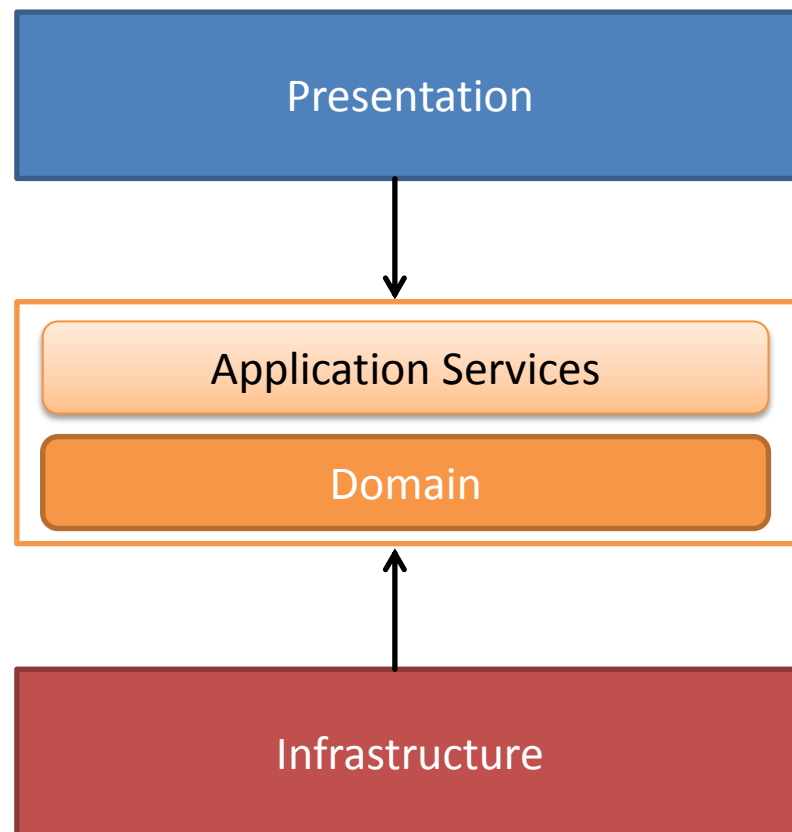 Presentation
Application Services
Domain
Infrastructure